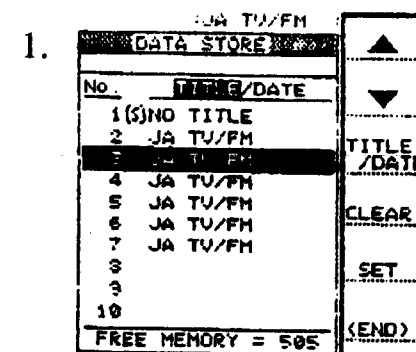 JA TV/FM
1.
DATA STORE
No. TITLE/DATE
1(S)NO TITLE
2 JA TV/FM
3 JA TV/FM
4 JA TV/FM
5 JA TV/FM
6 JA TV/FM
7 JA TV/FM
8
9
10
FREE MEMORY = 505
TITLE
/DATE
CLEAR
SET
(END)